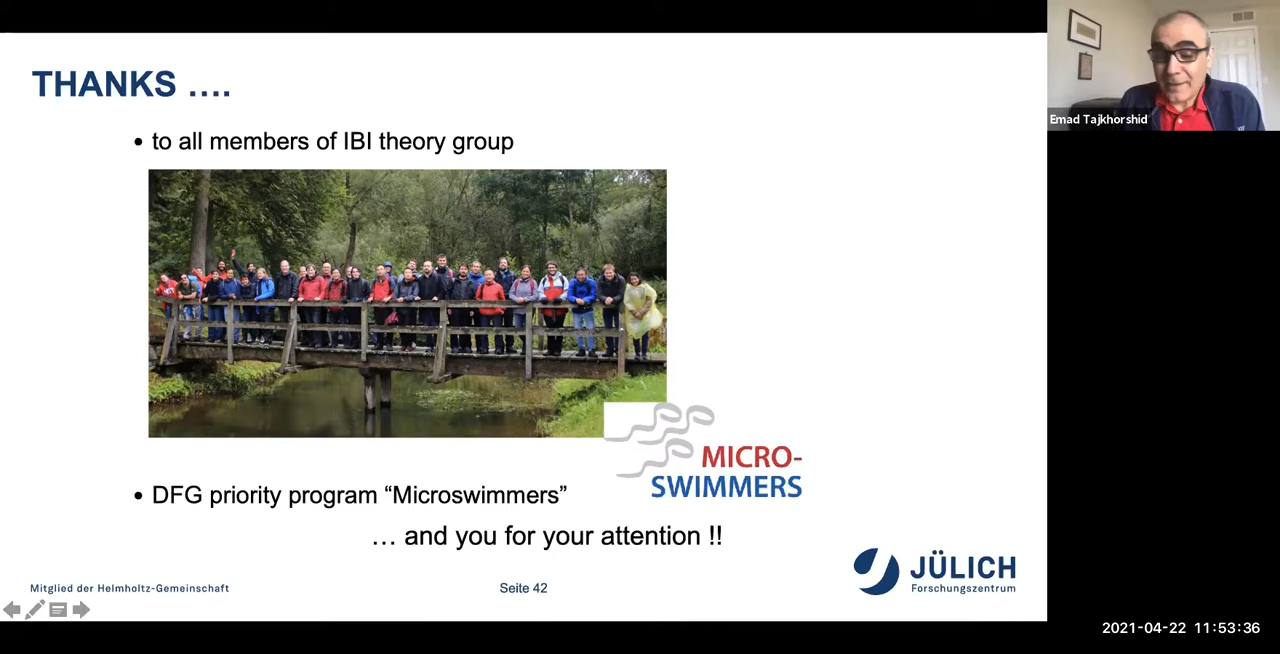 THANKS ....
• to all members of IBI theory group
MICRO-
SWIMMERS
• DFG priority program “Microswimmers”
… and you for your attention !!
Mitglied der Helmholtz-Gemeinschaft
Seite 42
JÜLICH
Forschungszentrum
Emad Tajkhorshid
2021-04-22 11:53:36